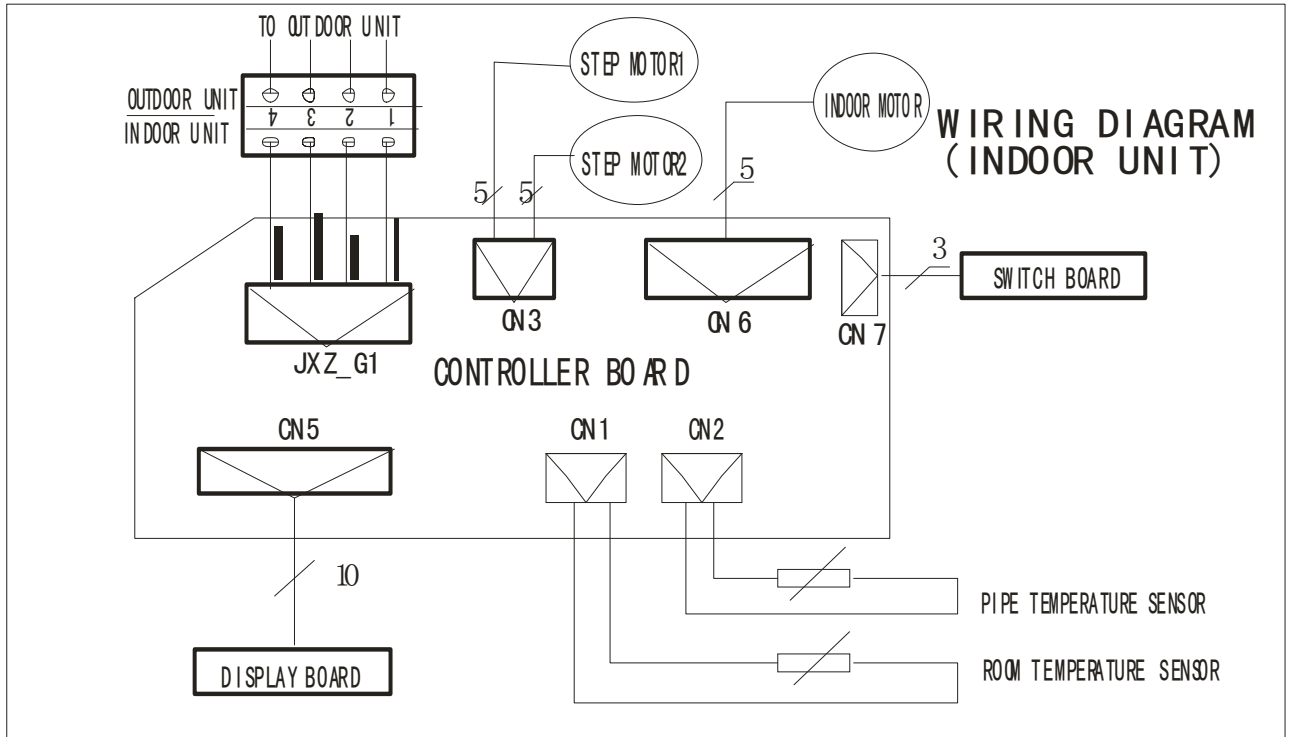 TO OUTDOOR UNIT
OUTDOOR UNIT
INDOOR UNIT
4 3 2 1
STEP MOTOR1
STEP MOTOR2
INDOOR MOTOR
WIRING DIAGRAM
(INDOOR UNIT)
5 5
5
3
SWITCH BOARD
JXZ_G1
CN3
CN6
CN7
CONTROLLER BOARD
CN5
CN1
CN2
10
DISPLAY BOARD
PIPE TEMPERATURE SENSOR
ROOM TEMPERATURE SENSOR